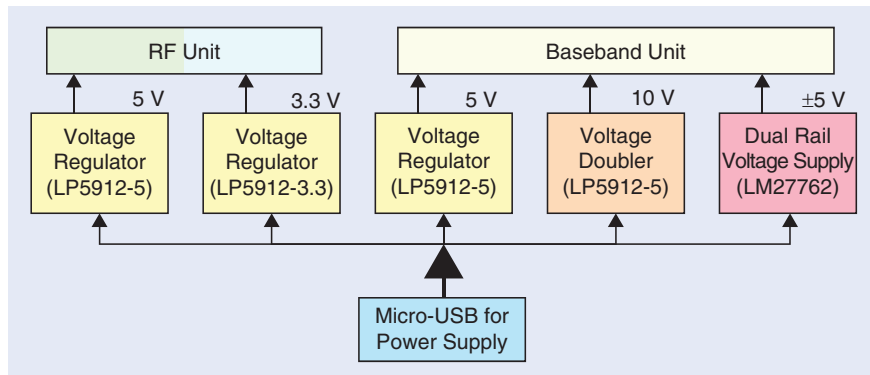 RF Unit
Baseband Unit
5 V
3.3 V
5 V
10 V
±5 V
Voltage
Regulator
(LP5912-5)
Voltage
Regulator
(LP5912-3.3)
Voltage
Regulator
(LP5912-5)
Voltage
Doubler
(LP5912-5)
Dual Rail
Voltage Supply
(LM27762)
Micro-USB for
Power Supply